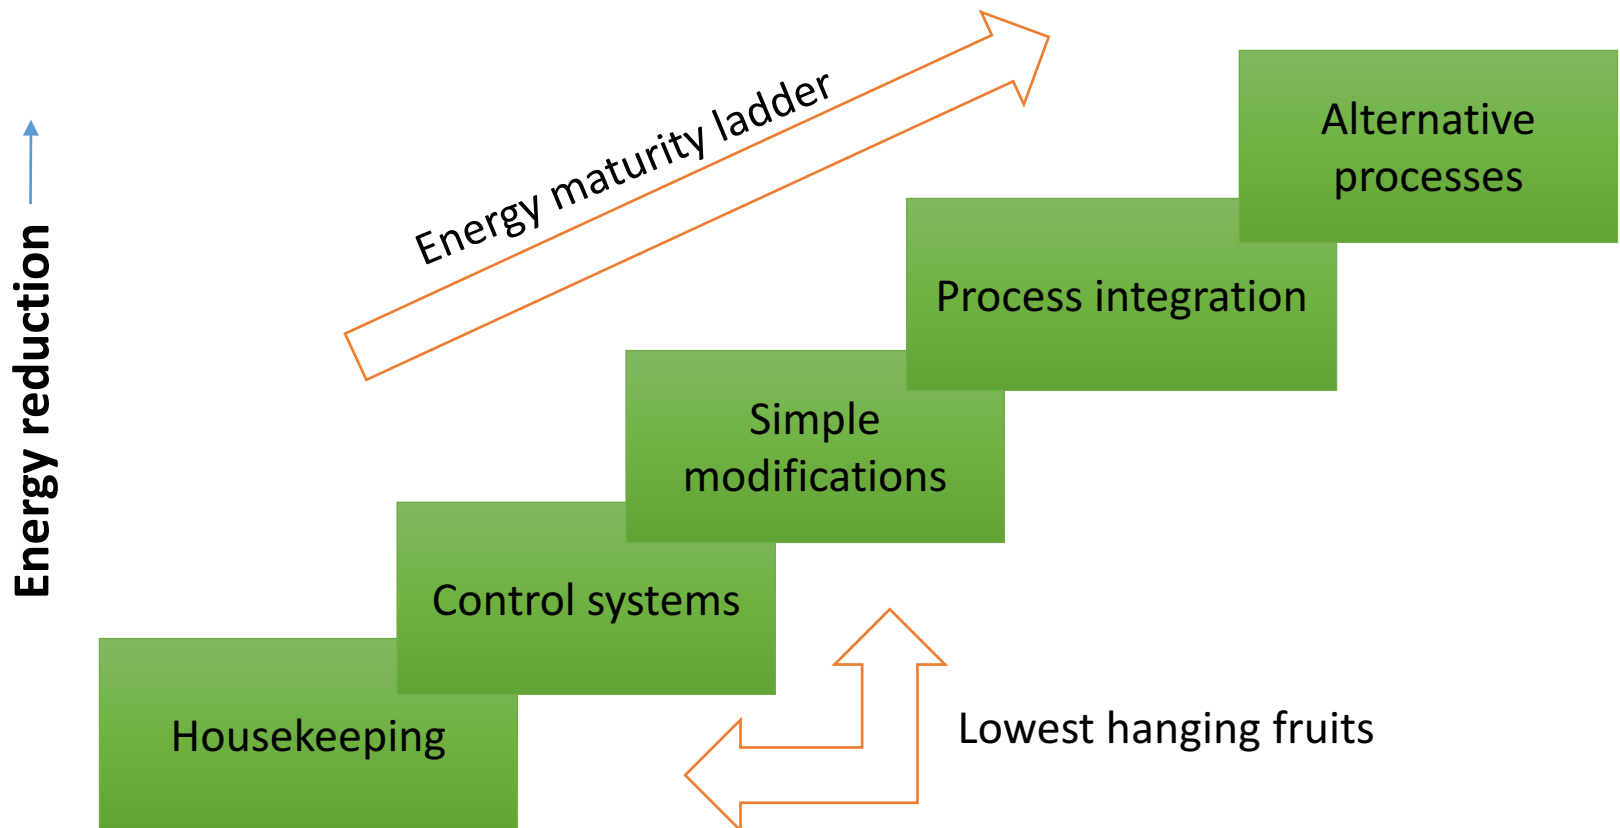 Energy reduction
Energy maturity ladder
Alternative
processes
Process integration
Simple
modifications
Control systems
Housekeeping
Lowest hanging fruits